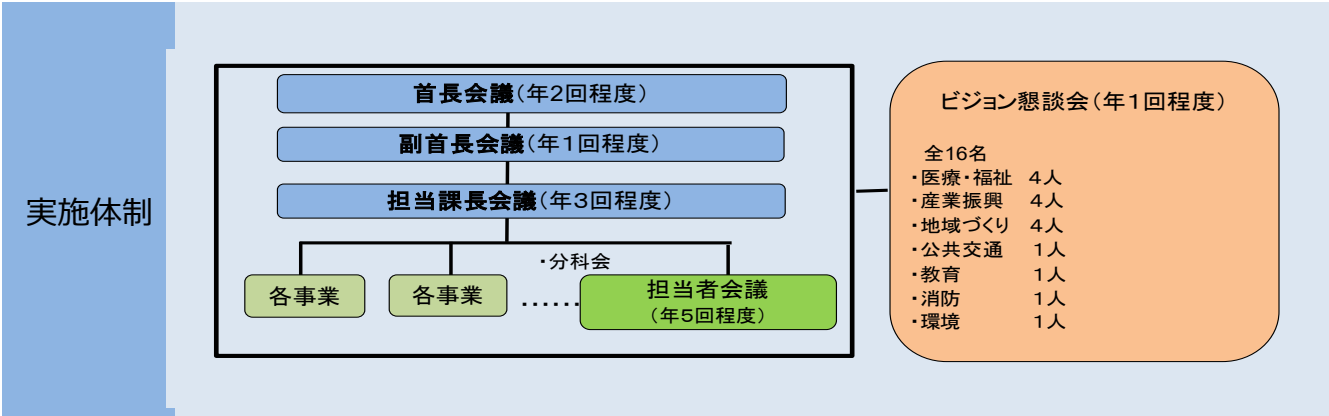 実施体制
首長会議(年2回程度)
副首長会議(年1回程度)
担当課長会議(年3回程度)
・分科会
各事業
各事業
……
担当者会議
(年5回程度)
ビジョン懇談会(年1回程度)
全16名
・医療・福祉 4人
・産業振興 4人
・地域づくり 4人
・公共交通 1人
・教育 1人
・消防 1人
・環境 1人